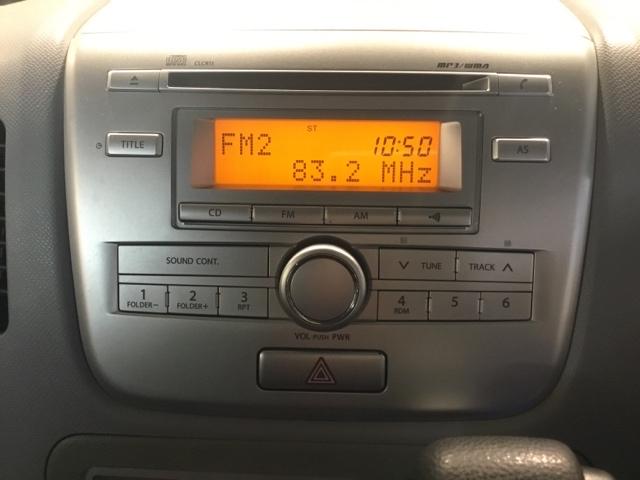 CLCR11 MP3/WMA
TITLE AS
ST
FM2 10:50
83.2 MHz
CD FM AM
SOUND CONT. TUNE TRACK
1 2 3 4 5 6
FOLDER− FOLDER+ RPT RDM
VOL PUSH PWR